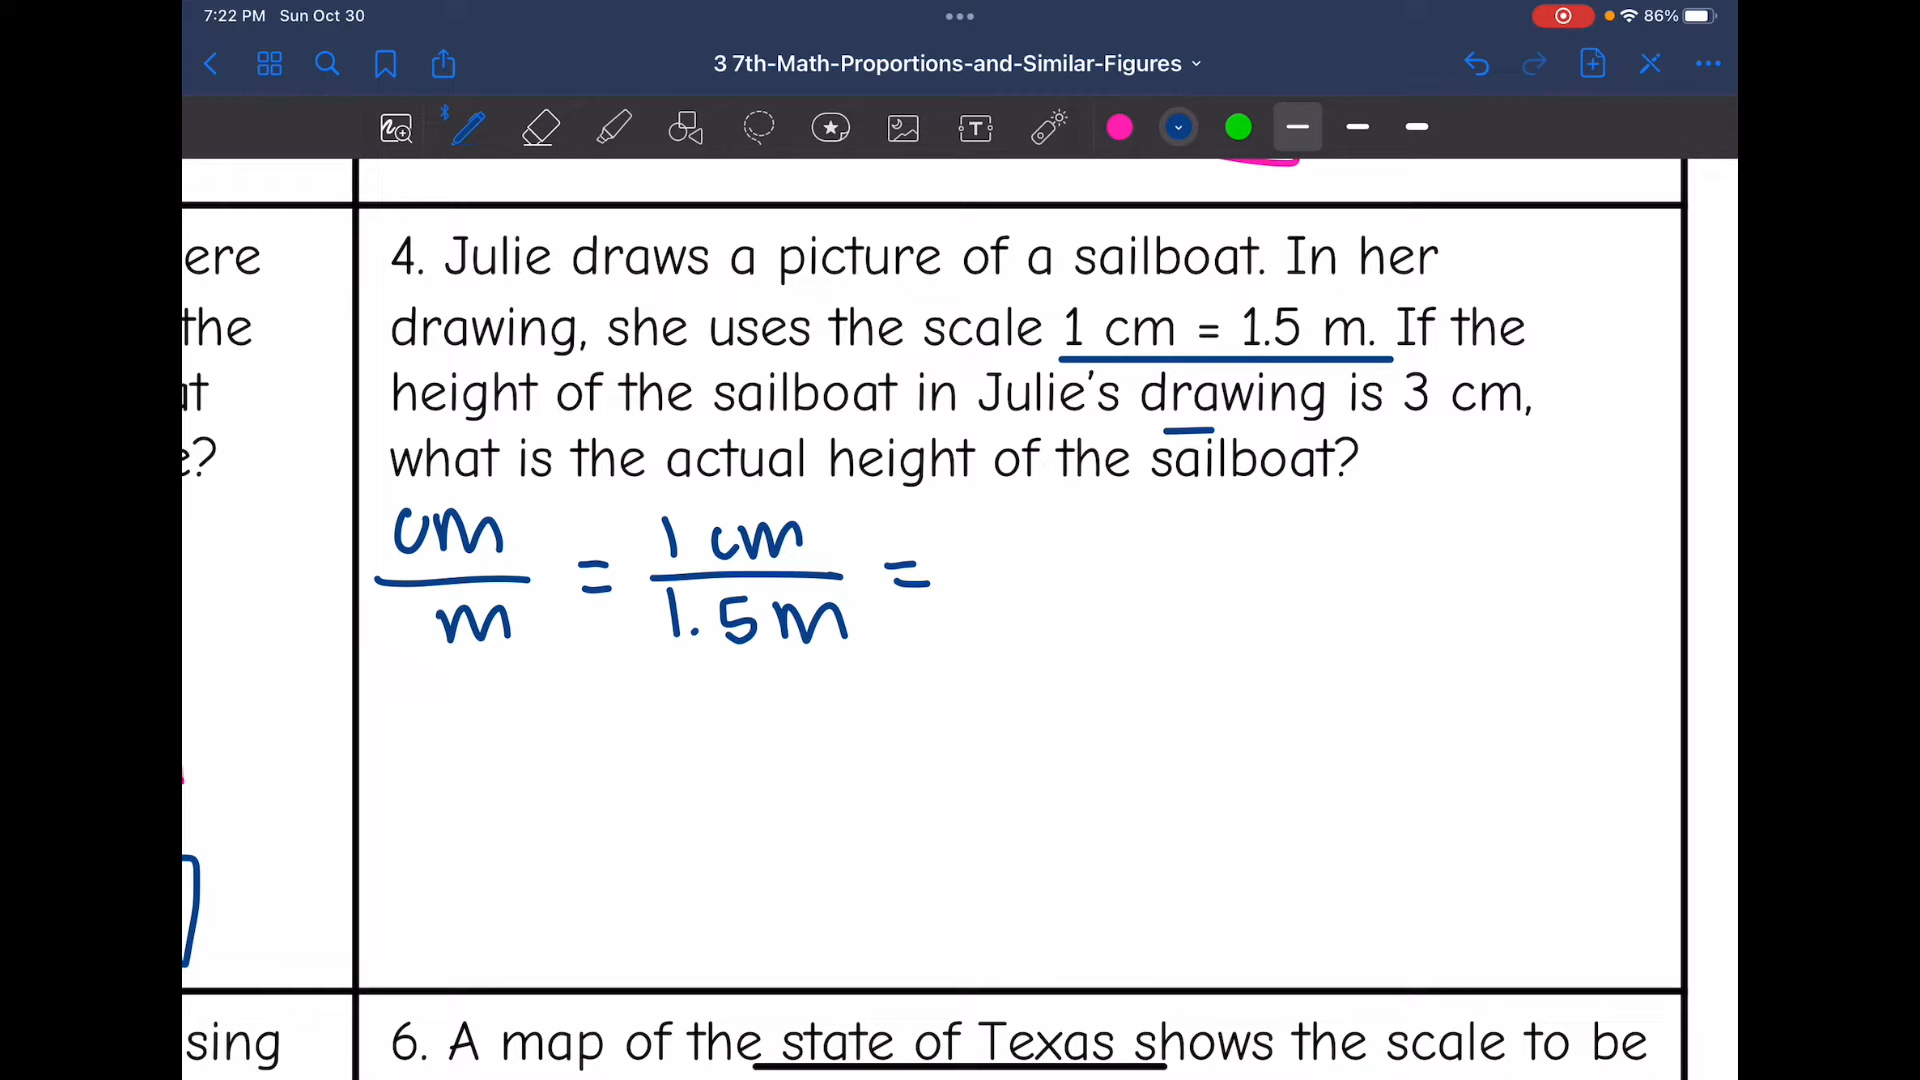 7:22 PM Sun Oct 30
86%
3 7th-Math-Proportions-and-Similar-Figures
ere
the
at
e?
4. Julie draws a picture of a sailboat. In her
drawing, she uses the scale 1 cm = 1.5 m. If the
height of the sailboat in Julie's drawing is 3 cm,
what is the actual height of the sailboat?
cm = 1 cm =
m 1.5 m
sing
6. A map of the state of Texas shows the scale to be